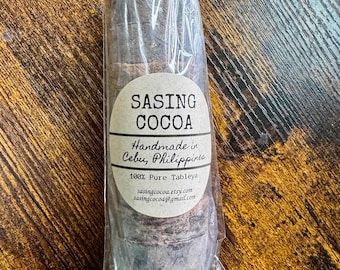 SASING
COCOA
Handmade in
Cebu, Philippines
100% Pure Tableya
sasingcocoa.etsy.com
sasingcocoa@gmail.com